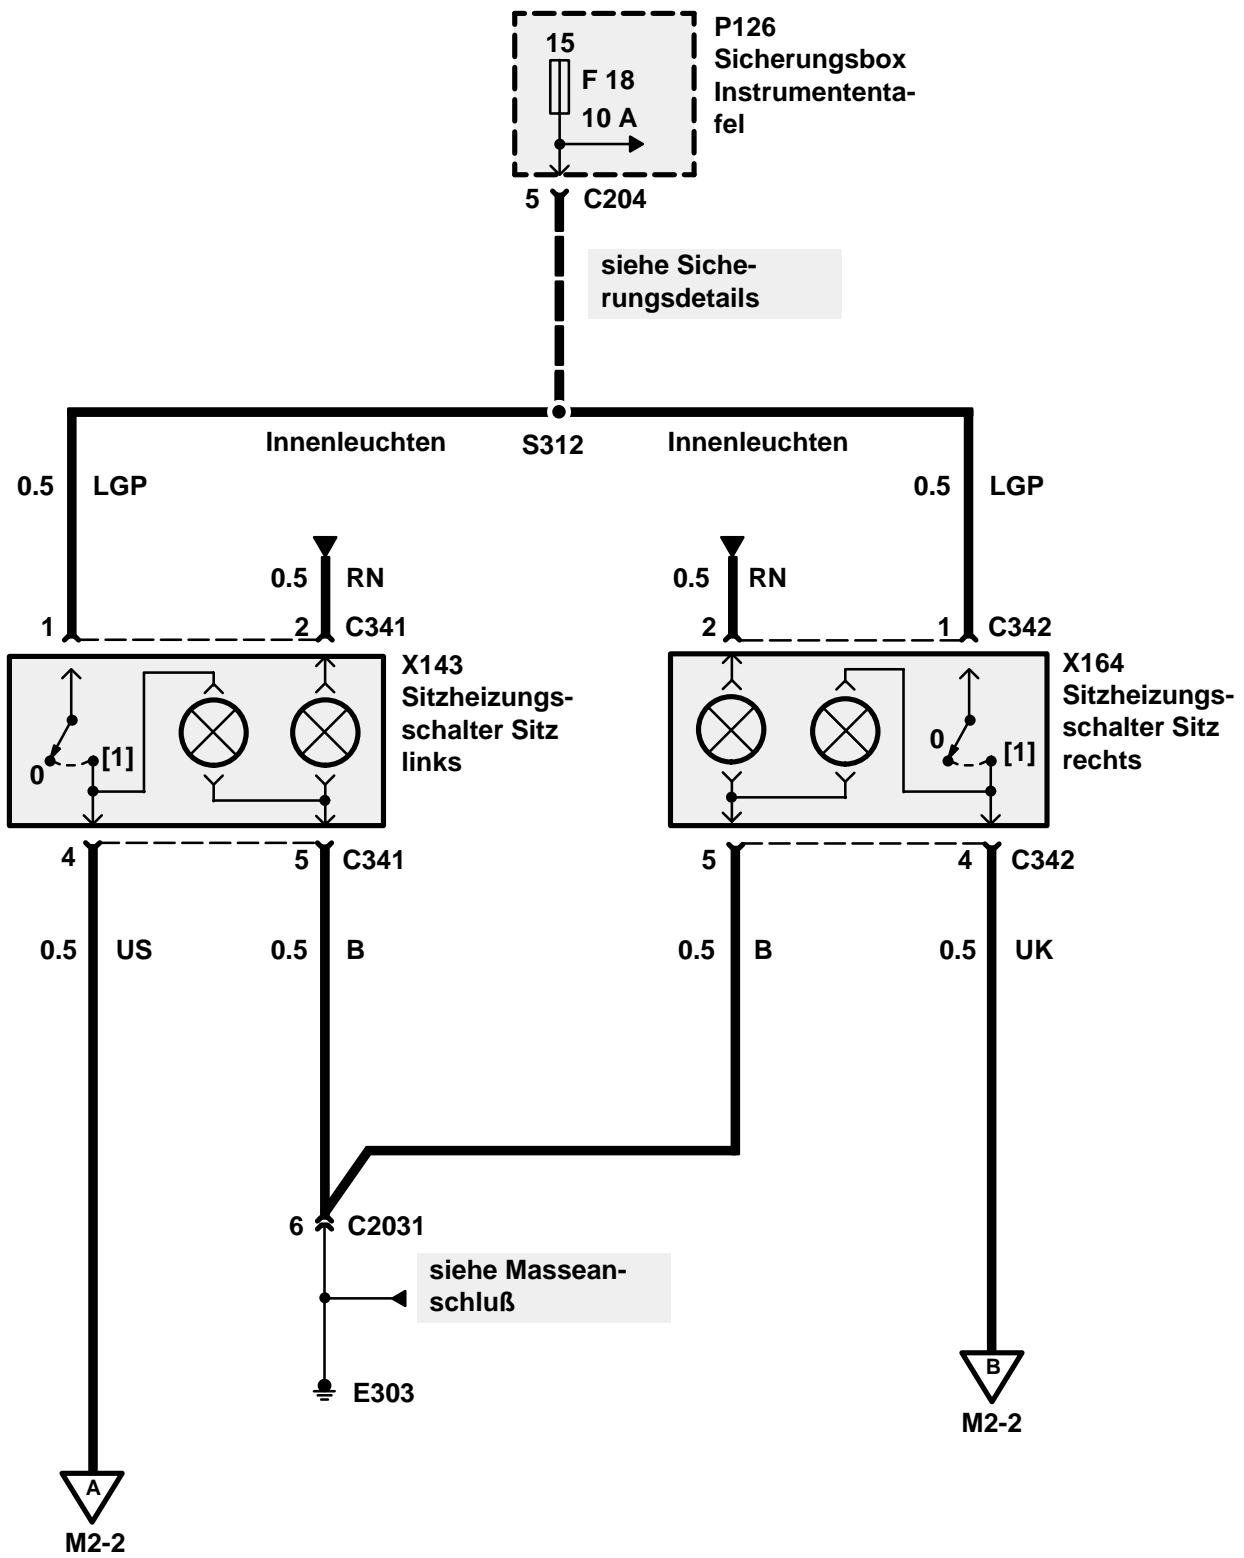 P126
Sicherungsbox
Instrumententa-
fel
15
F 18
10 A
5 C204
siehe Siche-
rungsdetails
Innenleuchten S312 Innenleuchten
0.5 LGP 0.5 LGP
0.5 RN 0.5 RN
1 2 C341 2 1 C342
X143
Sitzheizungs-
schalter Sitz
links
0 [1]
X164
Sitzheizungs-
schalter Sitz
rechts
0 [1]
4 5 C341 5 4 C342
0.5 US 0.5 B 0.5 B 0.5 UK
6 C2031
siehe Massean-
schluß
E303
B
M2-2
A
M2-2